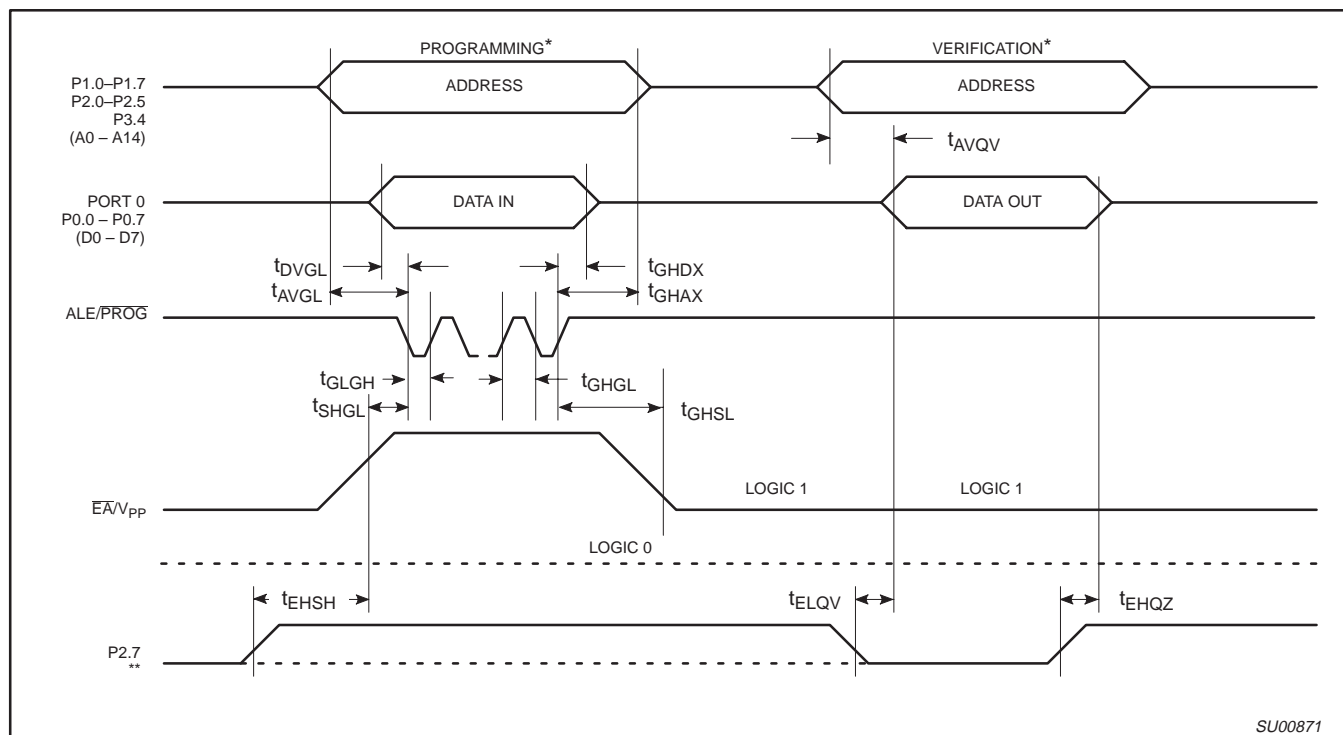 PROGRAMMING*
VERIFICATION*
P1.0–P1.7
P2.0–P2.5
P3.4
(A0 – A14)
ADDRESS
ADDRESS
tAVQV
PORT 0
P0.0 – P0.7
(D0 – D7)
DATA IN
DATA OUT
tDVGL
tGHDX
tAVGL
tGHAX
ALE/PROG
tGLGH
tGHGL
tSHGL
tGHSL
EA/VPP
LOGIC 1
LOGIC 1
LOGIC 0
tEHSH
tELQV
tEHQZ
P2.7
**
SU00871